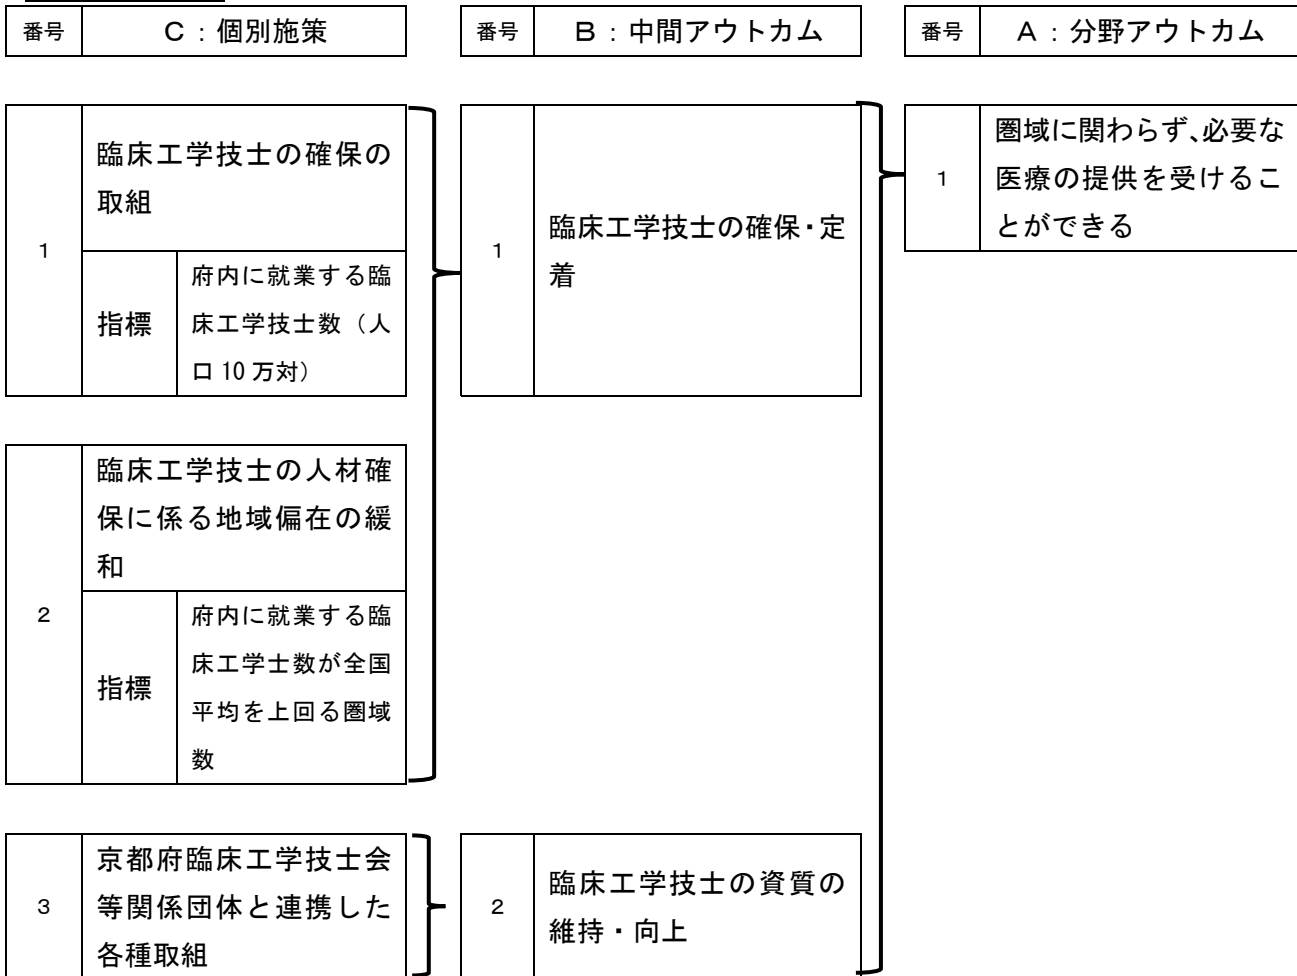 番号 C：個別施策 番号 B：中間アウトカム 番号 A：分野アウトカム
1
臨床工学技士の確保の
取組
指標
府内に就業する臨
床工学技士数（人
口10万対）
2
臨床工学技士の人材確
保に係る地域偏在の緩
和
指標
府内に就業する臨
床工学士数が全国
平均を上回る圏域
数
3
京都府臨床工学技士会
等関係団体と連携した
各種取組
1
臨床工学技士の確保・定
着
2
臨床工学技士の資質の
維持・向上
1
圏域に関わらず、必要な
医療の提供を受けるこ
とができる